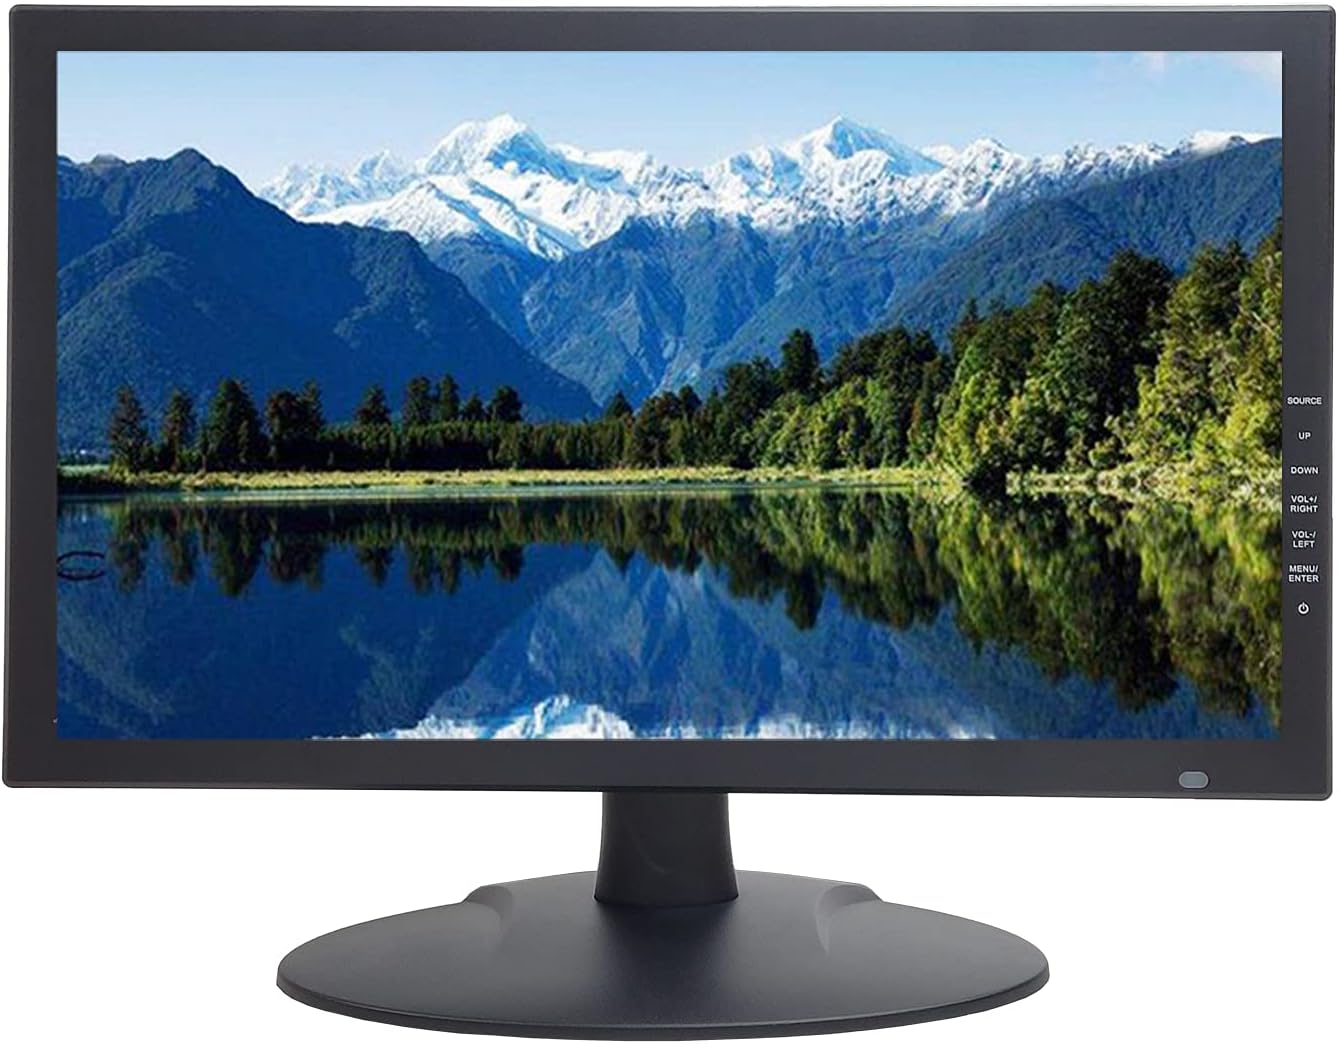 SOURCE
UP
DOWN
VOL+/
RIGHT
VOL-/
LEFT
MENU/
ENTER